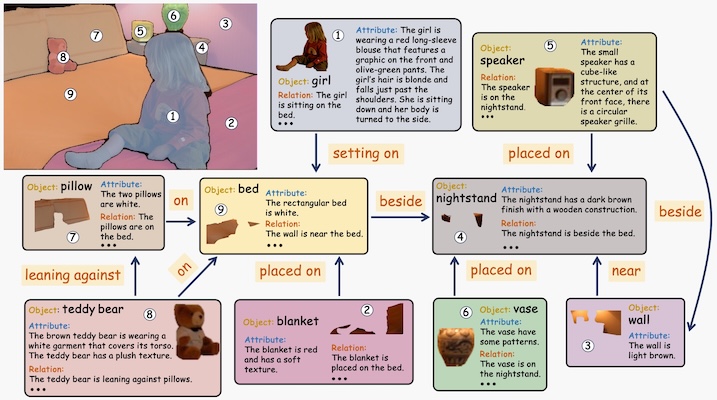 7
5
6
3
4
8
9
1
2
1
Attribute: The girl is
wearing a red long-sleeve
blouse that features a
graphic on the front and
olive-green pants. The
girl's hair is blonde and
falls just past the
shoulders. She is sitting
down and her body is
turned to the side.
Object: girl
Relation: The girl
is sitting on the
bed.
•••
Object:
speaker
Relation:
The speaker
is on the
nightstand.
•••
5
Attribute:
The small
speaker has a
cube-like
structure, and at
the center of its
front face, there
is a circular
speaker grille.
setting on
placed on
beside
Object: pillow
7
Attribute:
The two pillows
are white.
Relation: The
pillows are on
the bed.
•••
on
Object: bed
9
Attribute:
The rectangular bed
is white.
Relation:
The wall is near the bed.
•••
beside
Object:
nightstand
4
Attribute:
The nightstand has a dark brown
finish with a wooden construction.
Relation:
The nightstand is beside the bed.
•••
leaning against
on
placed on
placed on
near
Object: teddy bear
8
Attribute:
The brown teddy bear is wearing a
white garment that covers its torso.
The teddy bear has a plush texture.
Relation:
The teddy bear is leaning against pillows.
•••
Object:
blanket
2
Attribute:
The blanket is red
and has a soft
texture.
Relation:
The blanket is
placed on the bed.
•••
6
Object: vase
Attribute:
The vase have
some patterns.
Relation:
The vase is on
the nightstand.
•••
3
Object:
wall
Attribute:
The wall is
light brown.
•••